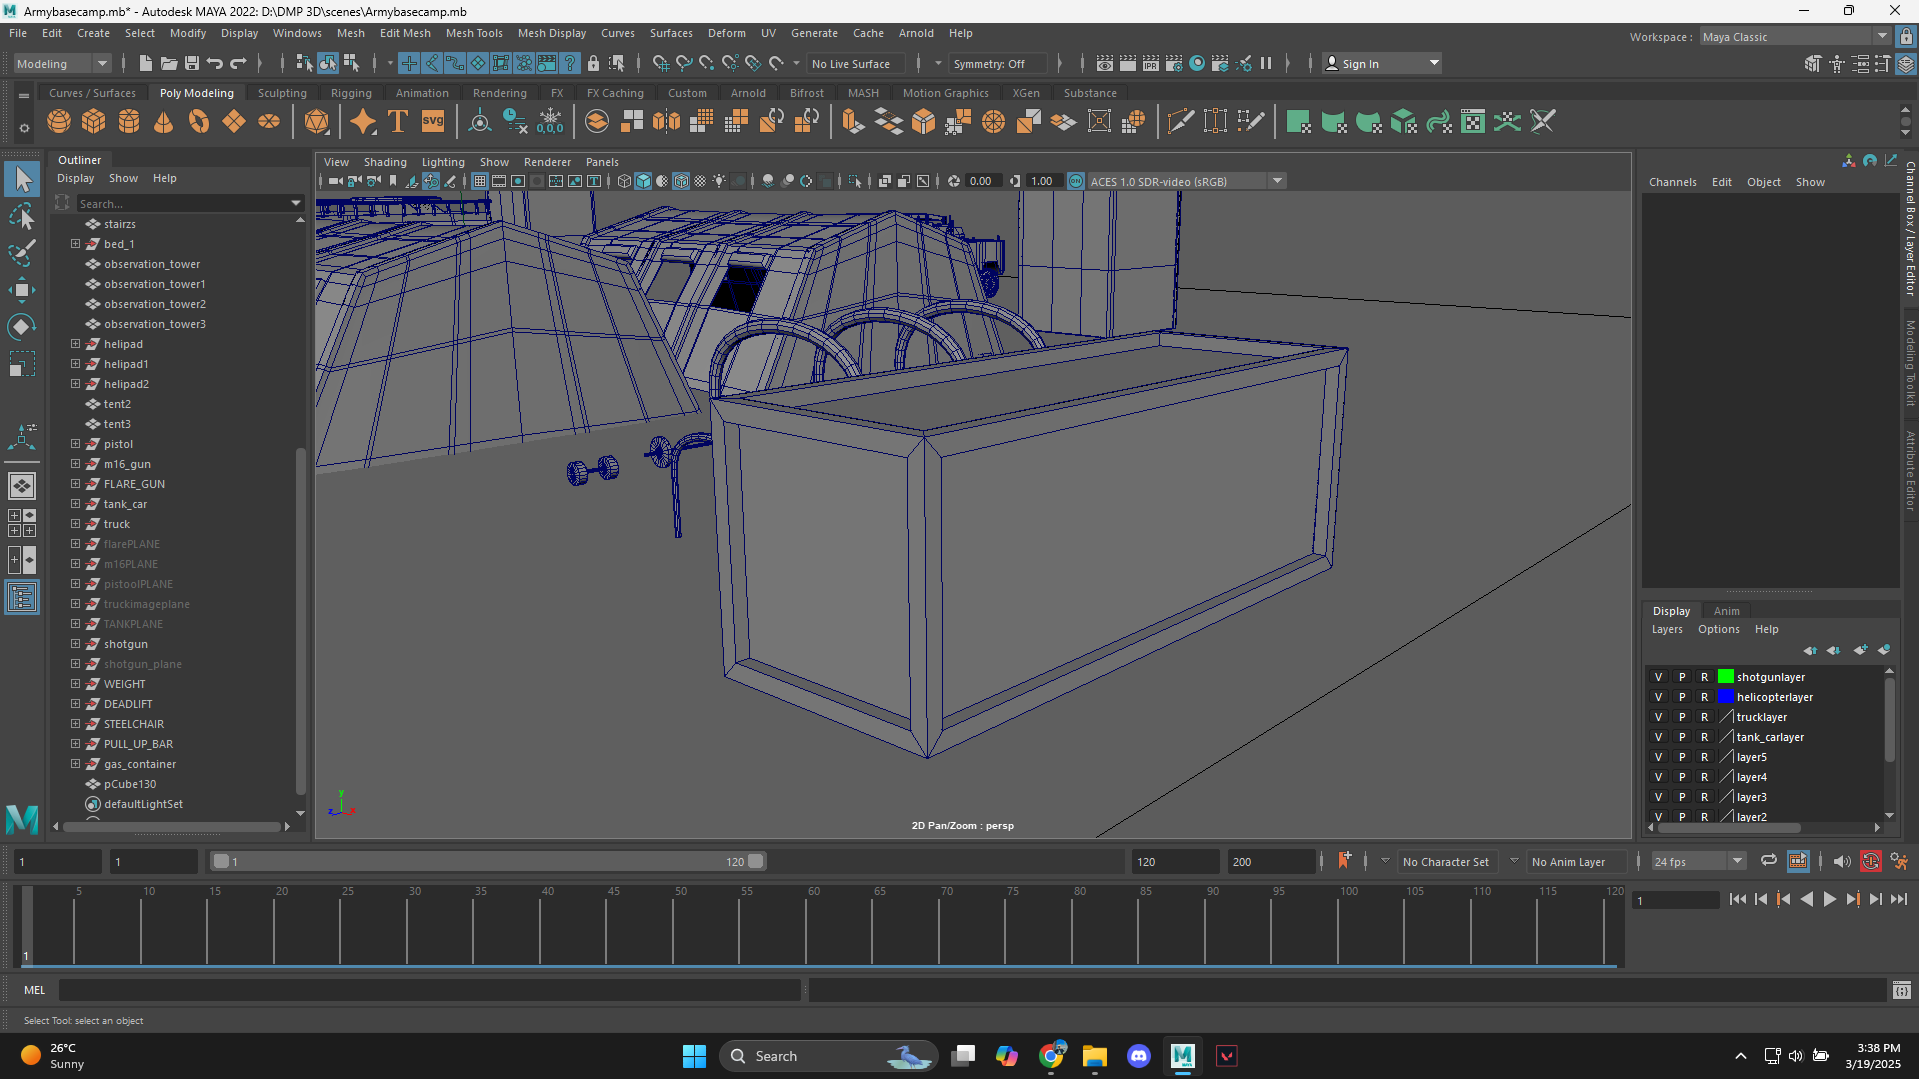 Armybasecamp.mb* - Autodesk MAYA 2022: D:\DMP 3D\scenes\Armybasecamp.mb
File Edit Create Select Modify Display Windows Mesh Edit Mesh Mesh Tools Mesh Display Curves Surfaces Deform UV Generate Cache Arnold Help
Workspace : Maya Classic
Modeling
No Live Surface
Symmetry: Off
IPR
Sign In
Curves / Surfaces Poly Modeling Sculpting Rigging Animation Rendering FX FX Caching Custom Arnold Bifrost MASH Motion Graphics XGen Substance
T SVG
0,0,0
Outliner
Display Show Help
Search...
stairzs
bed_1
observation_tower
observation_tower1
observation_tower2
observation_tower3
helipad
helipad1
helipad2
tent2
tent3
pistol
m16_gun
FLARE_GUN
tank_car
truck
flarePLANE
m16PLANE
pistoolPLANE
truckimageplane
TANKPLANE
shotgun
shotgun_plane
WEIGHT
DEADLIFT
STEELCHAIR
PULL_UP_BAR
gas_container
pCube130
defaultLightSet
View Shading Lighting Show Renderer Panels
0.00
1.00
ON
ACES 1.0 SDR-video (sRGB)
y
z
x
2D Pan/Zoom : persp
Channels Edit Object Show
Channel Box / Layer Editor
Modeling Toolkit
Attribute Editor
Display Anim
Layers Options Help
V P R shotgunlayer
V P R helicopterlayer
V P R trucklayer
V P R tank_carlayer
V P R layer5
V P R layer4
V P R layer3
V P R layer2
1
1
1
120
120
200
No Character Set
No Anim Layer
24 fps
5 10 15 20 25 30 35 40 45 50 55 60 65 70 75 80 85 90 95 100 105 110 115 120
1
1
MEL
Select Tool: select an object
26°C
Sunny
Search
3:38 PM
3/19/2025